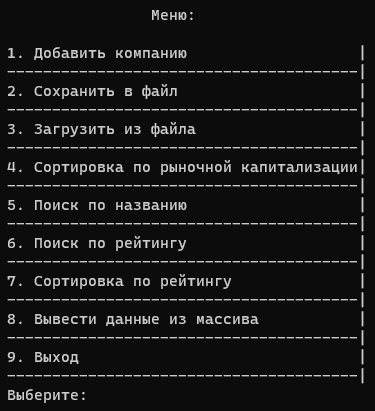 Меню:
1. Добавить компанию |
---------------------------------------|
2. Сохранить в файл |
---------------------------------------|
3. Загрузить из файла |
---------------------------------------|
4. Сортировка по рыночной капитализации|
---------------------------------------|
5. Поиск по названию |
---------------------------------------|
6. Поиск по рейтингу |
---------------------------------------|
7. Сортировка по рейтингу |
---------------------------------------|
8. Вывести данные из массива |
---------------------------------------|
9. Выход |
---------------------------------------|
Выберите: